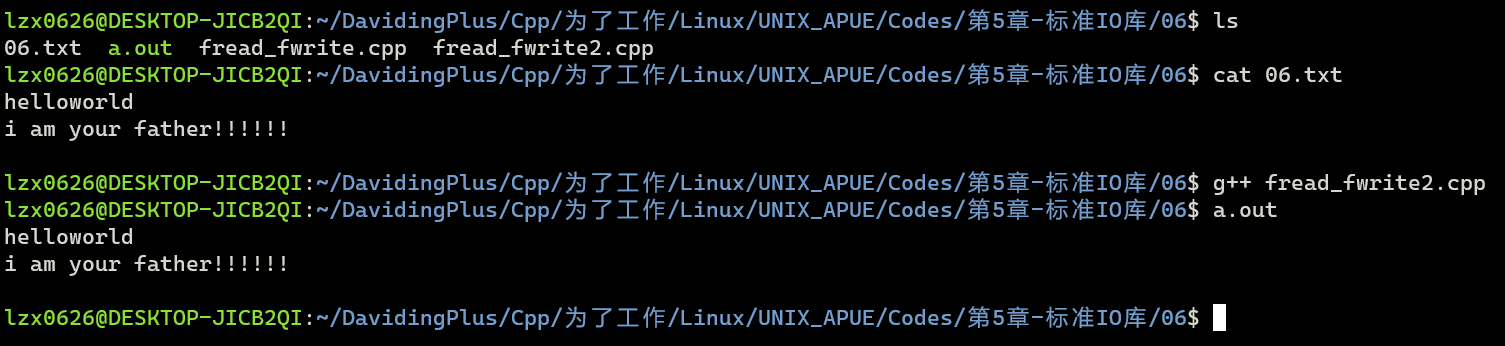 lzx0626@DESKTOP-JICB2QI:~/DavidingPlus/Cpp/为了工作/Linux/UNIX_APUE/Codes/第5章-标准IO库/06$ ls
06.txt  a.out  fread_fwrite.cpp  fread_fwrite2.cpp
lzx0626@DESKTOP-JICB2QI:~/DavidingPlus/Cpp/为了工作/Linux/UNIX_APUE/Codes/第5章-标准IO库/06$ cat 06.txt
helloworld
i am your father!!!!!!
lzx0626@DESKTOP-JICB2QI:~/DavidingPlus/Cpp/为了工作/Linux/UNIX_APUE/Codes/第5章-标准IO库/06$ g++ fread_fwrite2.cpp
lzx0626@DESKTOP-JICB2QI:~/DavidingPlus/Cpp/为了工作/Linux/UNIX_APUE/Codes/第5章-标准IO库/06$ a.out
helloworld
i am your father!!!!!!
lzx0626@DESKTOP-JICB2QI:~/DavidingPlus/Cpp/为了工作/Linux/UNIX_APUE/Codes/第5章-标准IO库/06$